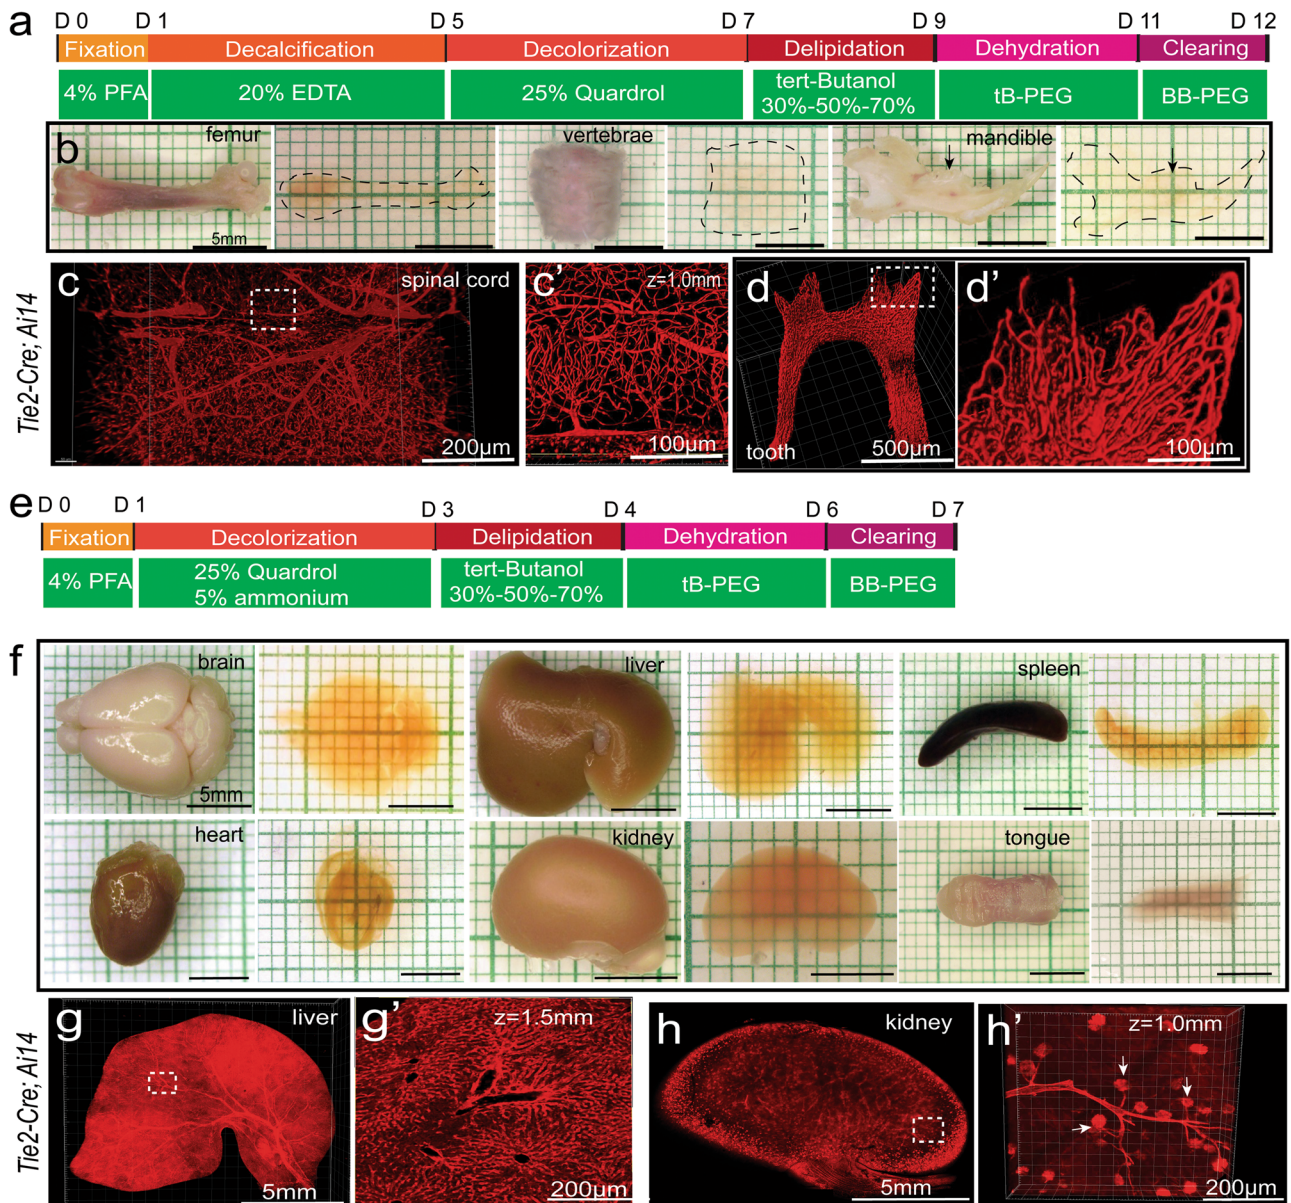 a
D 0 D 1 D 5 D 7 D 9 D 11 D 12
Fixation Decalcification Decolorization Delipidation Dehydration Clearing
4% PFA 20% EDTA 25% Quardrol tert-Butanol 30%-50%-70% tB-PEG BB-PEG
b femur vertebrae mandible
5mm
Tie2-Cre; Ai14
c spinal cord
200µm
c' z=1.0mm
100µm
d
tooth 500µm
d'
100µm
e
D 0 D 1 D 3 D 4 D 6 D 7
Fixation Decolorization Delipidation Dehydration Clearing
4% PFA 25% Quardrol 5% ammonium tert-Butanol 30%-50%-70% tB-PEG BB-PEG
f brain liver spleen
5mm
heart kidney tongue
Tie2-Cre; Ai14
g liver
5mm
g' z=1.5mm
200µm
h kidney
5mm
h' z=1.0mm
200µm